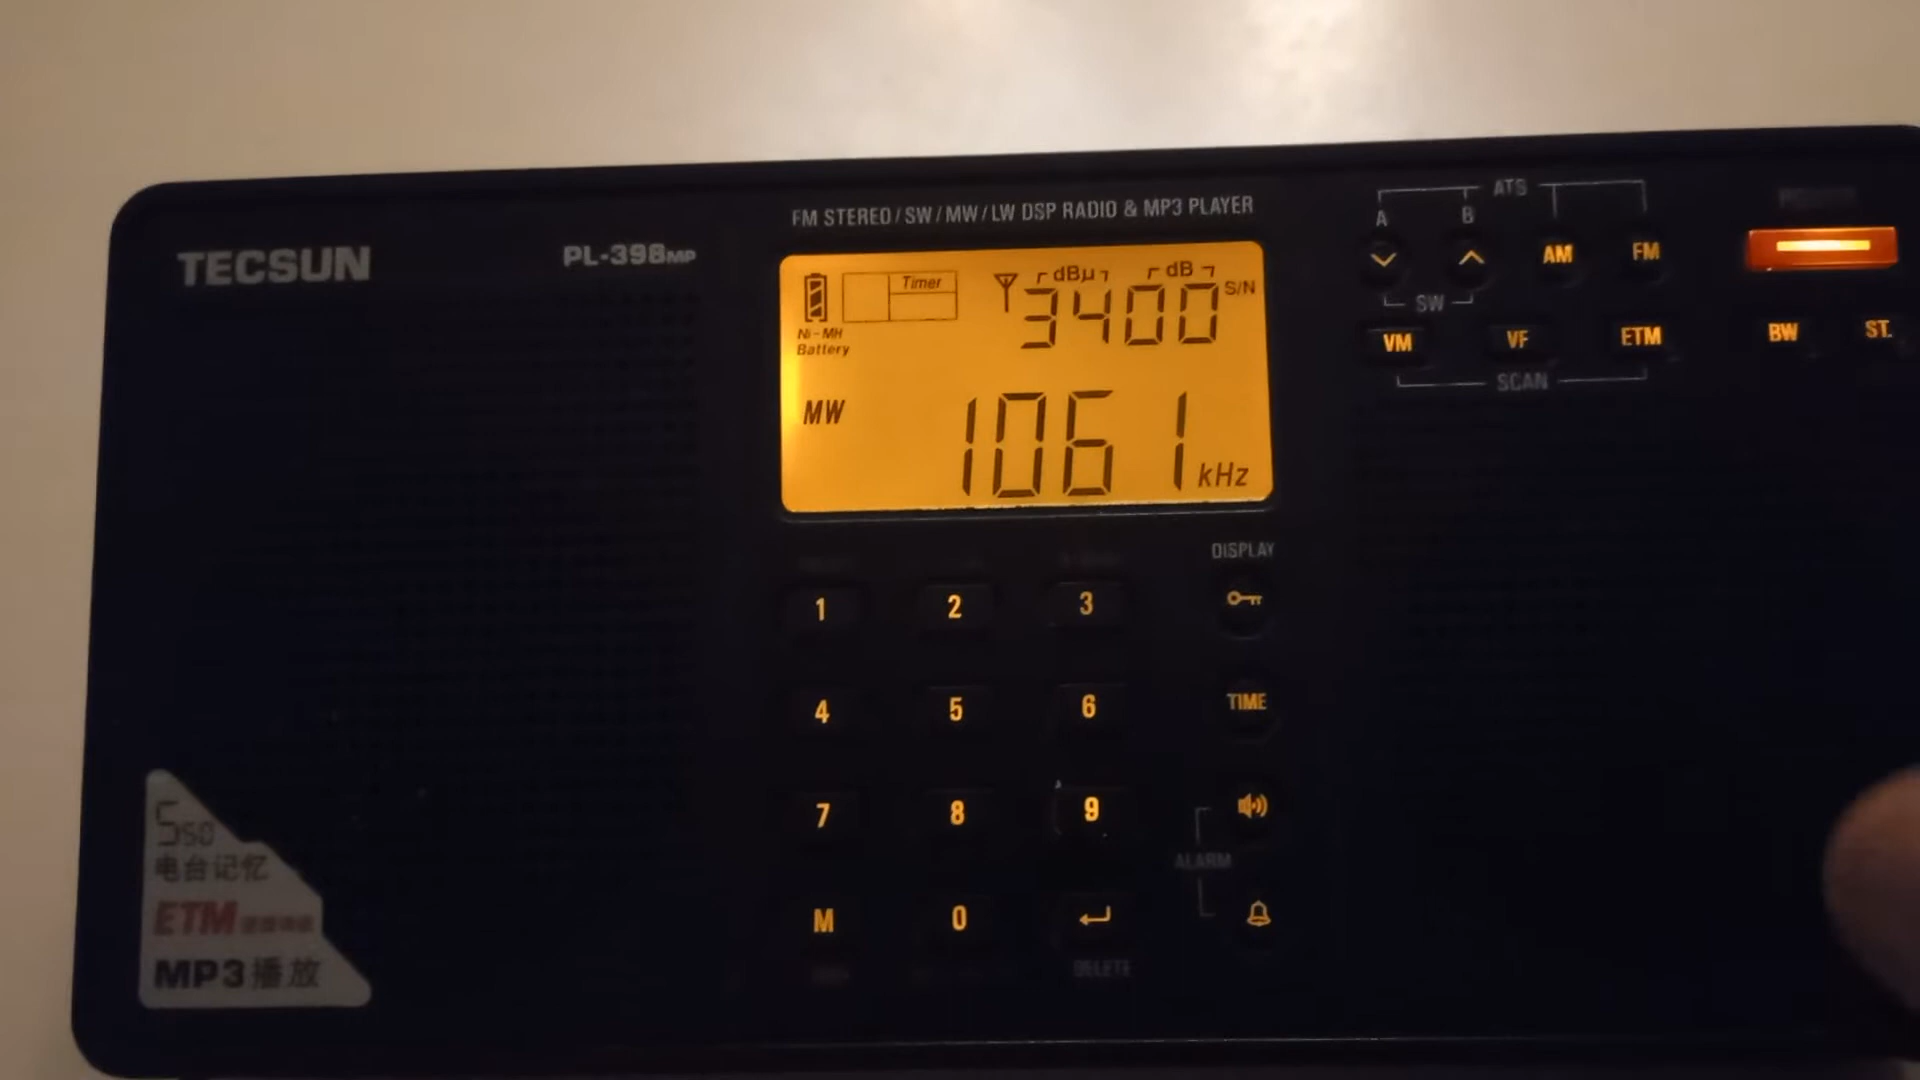 FM STEREO / SW / MW / LW DSP RADIO & MP3 PLAYER
TECSUN
PL-398MP
Timer
dBμ
dB
3400
S/N
Ni-MH
Battery
MW
1061 kHz
ATS
A
B
AM
FM
SW
VM
VF
ETM
BW
ST.
SCAN
DISPLAY
1
2
3
4
5
6
TIME
7
8
9
ALARM
M
0
DELETE
550
电台记忆
ETM
MP3播放